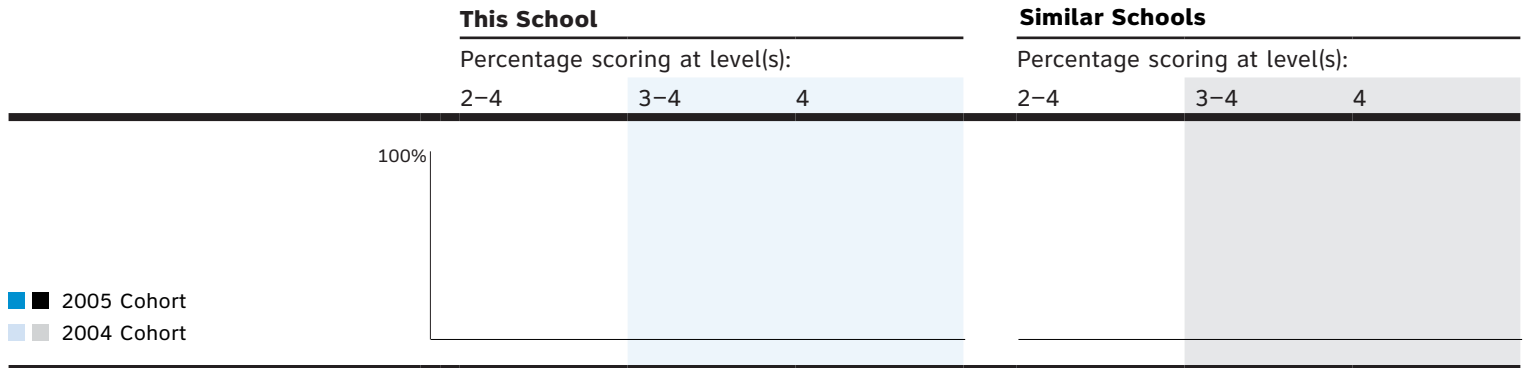 This School
Similar Schools
Percentage scoring at level(s):
Percentage scoring at level(s):
2–4 3–4 4
2–4 3–4 4
100%
2005 Cohort
2004 Cohort